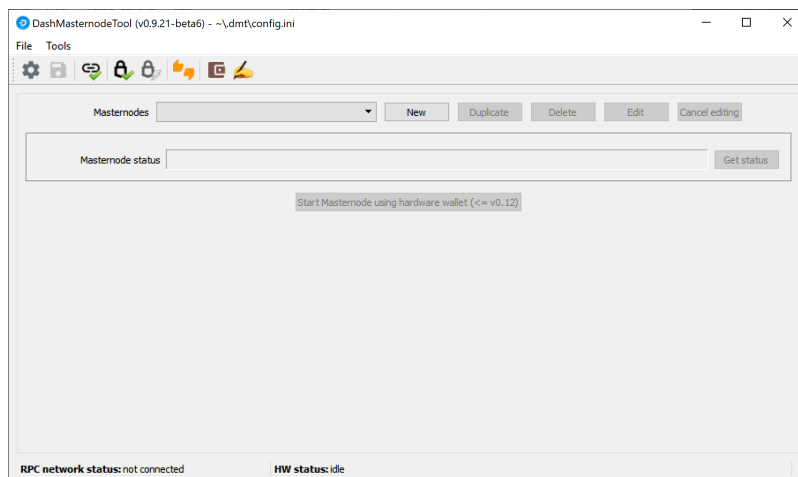 DashMasternodeTool (v0.9.21-beta6) - ~\.dmt\config.ini
File Tools
Masternodes New Duplicate Delete Edit Cancel editing
Masternode status Get status
Start Masternode using hardware wallet (<= v0.12)
RPC network status: not connected HW status: idle